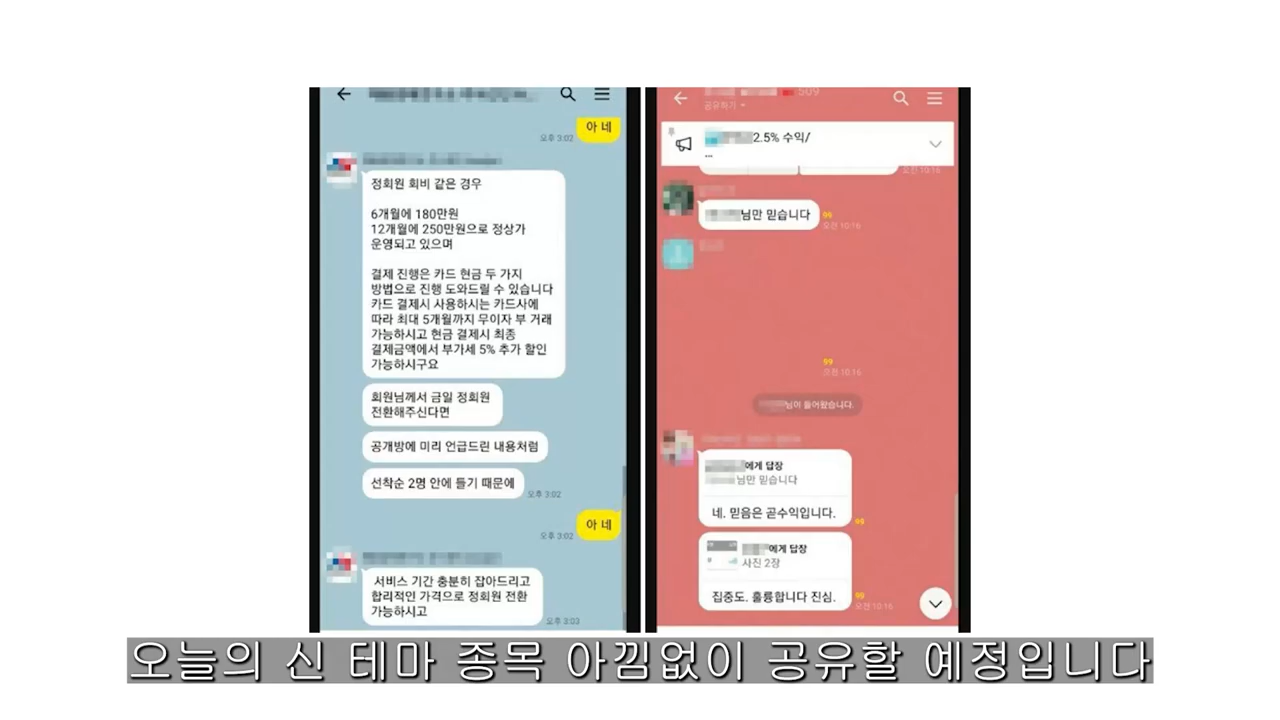 아 네
오후 3:02
정회원 회비 같은 경우
6개월에 180만원
12개월에 250만원으로 정상가
운영되고 있으며
결제 진행은 카드 현금 두 가지
방법으로 진행 도와드릴 수 있습니다
카드 결제시 사용하시는 카드사에
따라 최대 5개월까지 무이자 부 거래
가능하시고 현금 결제시 최종
결제금액에서 부가세 5% 추가 할인
가능하시구요
회원님께서 금일 정회원
전환해주신다면
공개방에 미리 언급드린 내용처럼
선착순 2명 안에 들기 때문에
오후 3:02
아 네
오후 3:02
서비스 기간 충분히 잡아드리고
합리적인 가격으로 정회원 전환
가능하시고
오후 3:03
509
공유하기
2.5% 수익/
...
오전 10:16
님만 믿습니다
99
오전 10:16
99
오전 10:16
님이 들어왔습니다.
에게 답장
님만 믿습니다
네. 믿음은 곧수익입니다.
99
에게 답장
사진 2장
집중도. 훌륭합니다 진심.
99
오전 10:16
오늘의 신 테마 종목 아낌없이 공유할 예정입니다